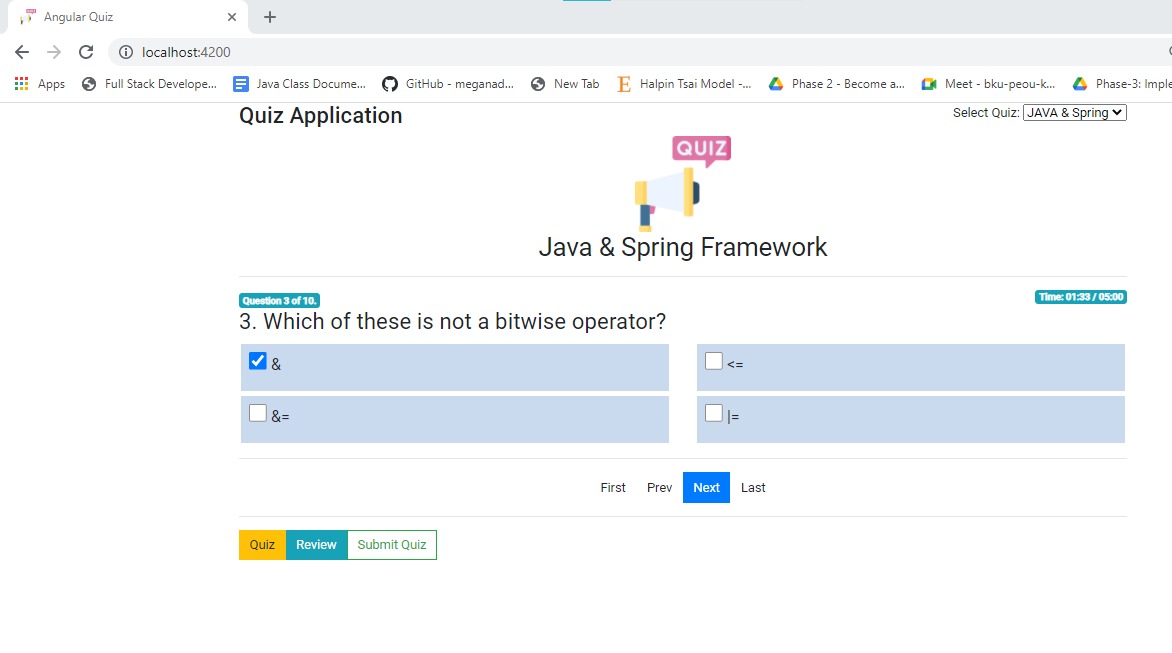 Angular Quiz
localhost:4200
Apps Full Stack Develope... Java Class Docume... GitHub - meganad... New Tab Halpin Tsai Model -... Phase 2 - Become a... Meet - bku-peou-k... Phase-3: Imple
Quiz Application Select Quiz: JAVA & Spring
QUIZ
Java & Spring Framework
Question 3 of 10. Time: 01:33 / 05:00
3. Which of these is not a bitwise operator?
& <=
&= |=
First Prev Next Last
Quiz Review Submit Quiz